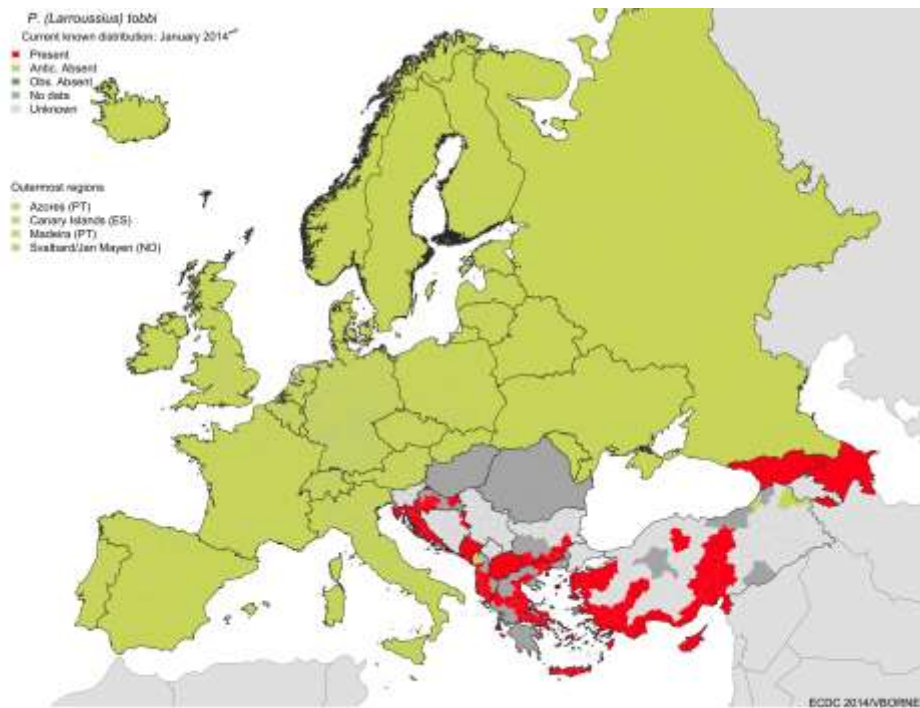 P. (Larroussius) tobbi
Current known distribution: January 2014
Present
Antic. Absent
Obs. Absent
No data
Unknown
Outermost regions
Azores (PT)
Canary Islands (ES)
Madeira (PT)
Svalbard/Jan Mayen (NO)
ECDC 2014/VBORNE